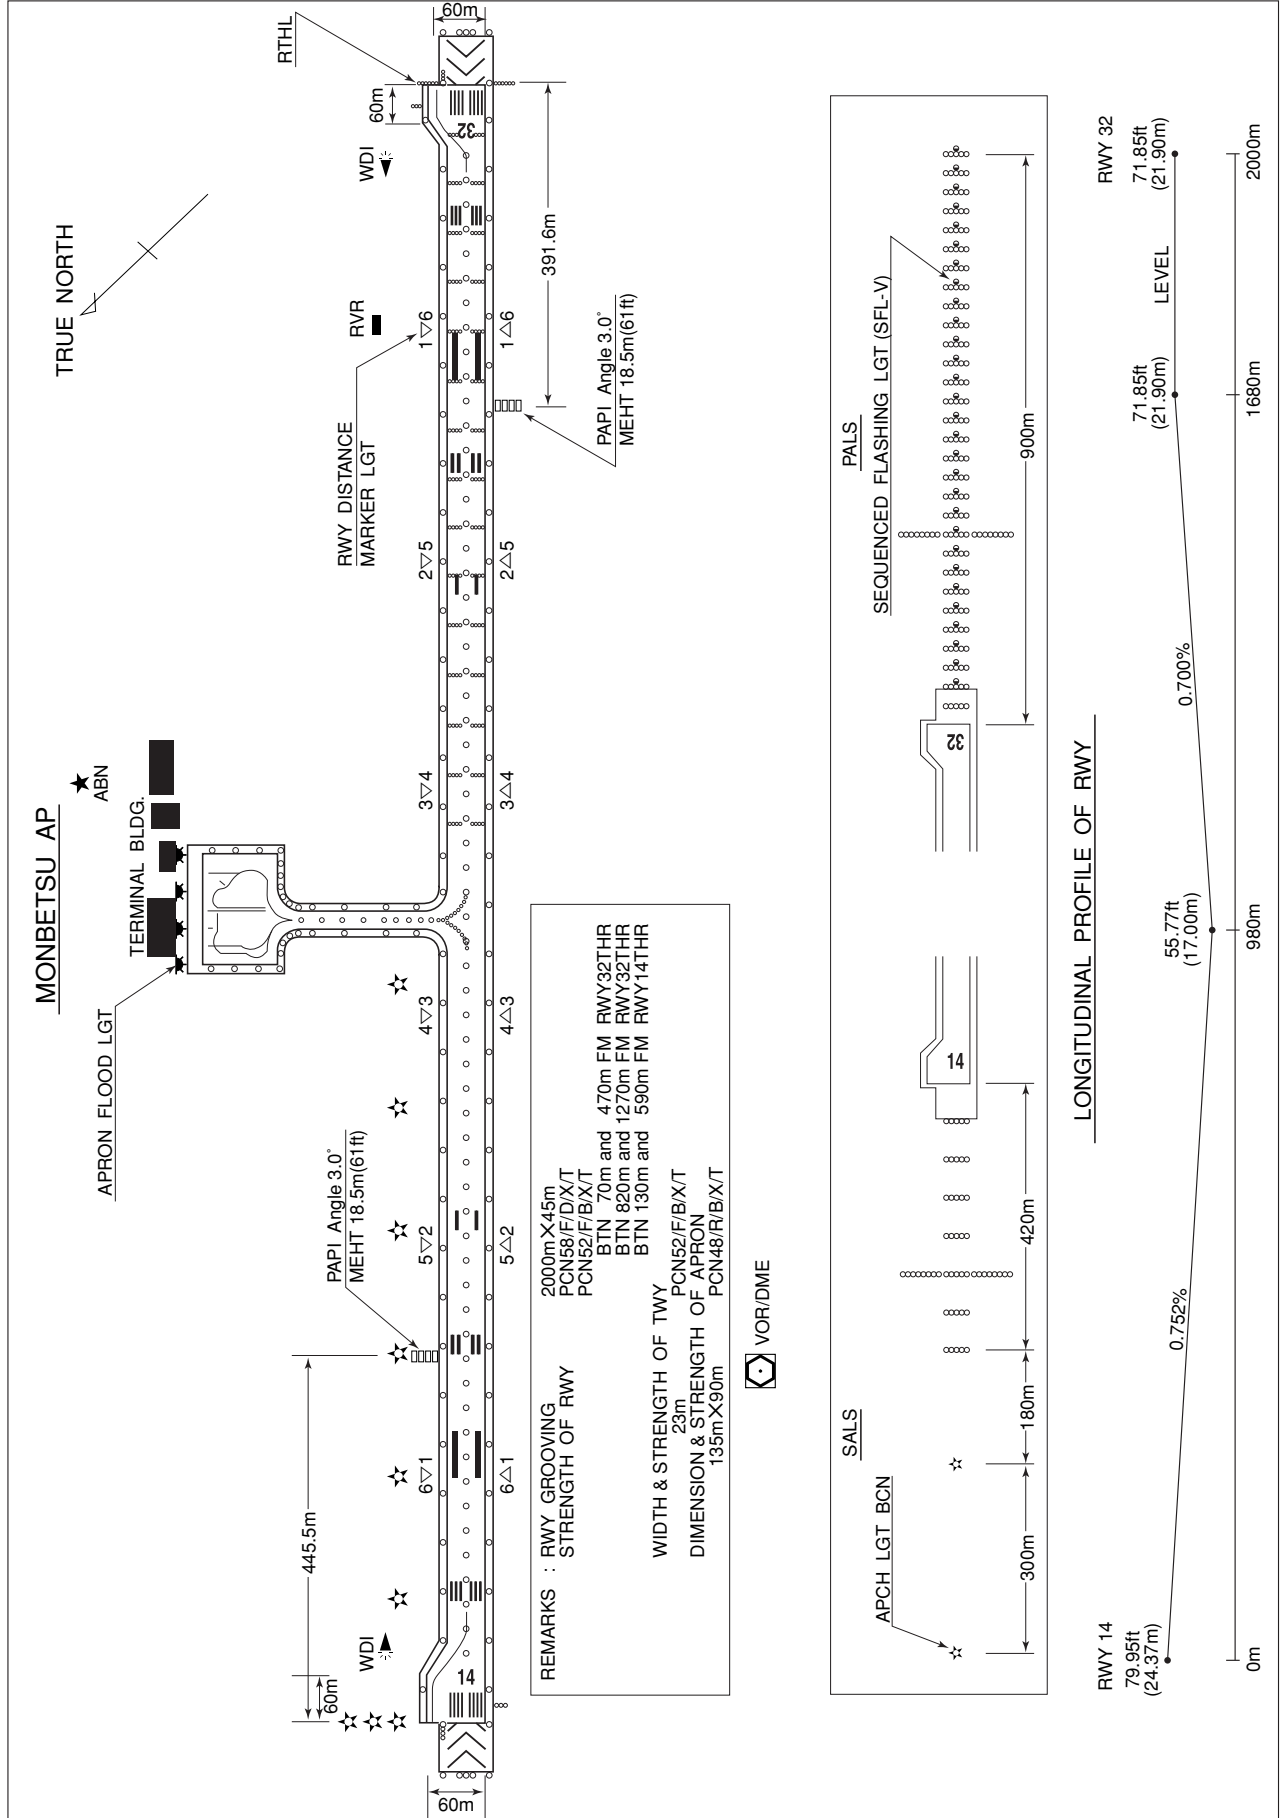 MONBETSU AP
TRUE NORTH
TERMINAL BLDG.
ABN
APRON FLOOD LGT
RTHL
60m
60m
WDI
RVR
RWY DISTANCE
MARKER LGT
PAPI Angle 3.0°
MEHT 18.5m(61ft)
445.5m
60m
WDI
60m
14
32
6▽1
5▽2
4▽3
3▽4
2▽5
1▽6
6△1
5△2
4△3
3△4
2△5
1△6
391.6m
PAPI Angle 3.0°
MEHT 18.5m(61ft)
REMARKS : RWY GROOVING 2000m×45m
STRENGTH OF RWY PCN58/F/D/X/T
PCN52/F/B/X/T
BTN 70m and 470m FM RWY32THR
BTN 820m and 1270m FM RWY32THR
BTN 130m and 590m FM RWY14THR
WIDTH & STRENGTH OF TWY
23m PCN52/F/B/X/T
DIMENSION & STRENGTH OF APRON
135m×90m PCN48/R/B/X/T
VOR/DME
SALS
APCH LGT BCN
300m
180m
420m
14
32
PALS
SEQUENCED FLASHING LGT (SFL-V)
900m
LONGITUDINAL PROFILE OF RWY
RWY 14
79.95ft
(24.37m)
0.752%
55.77ft
(17.00m)
0.700%
71.85ft
(21.90m)
LEVEL
RWY 32
71.85ft
(21.90m)
0m
980m
1680m
2000m